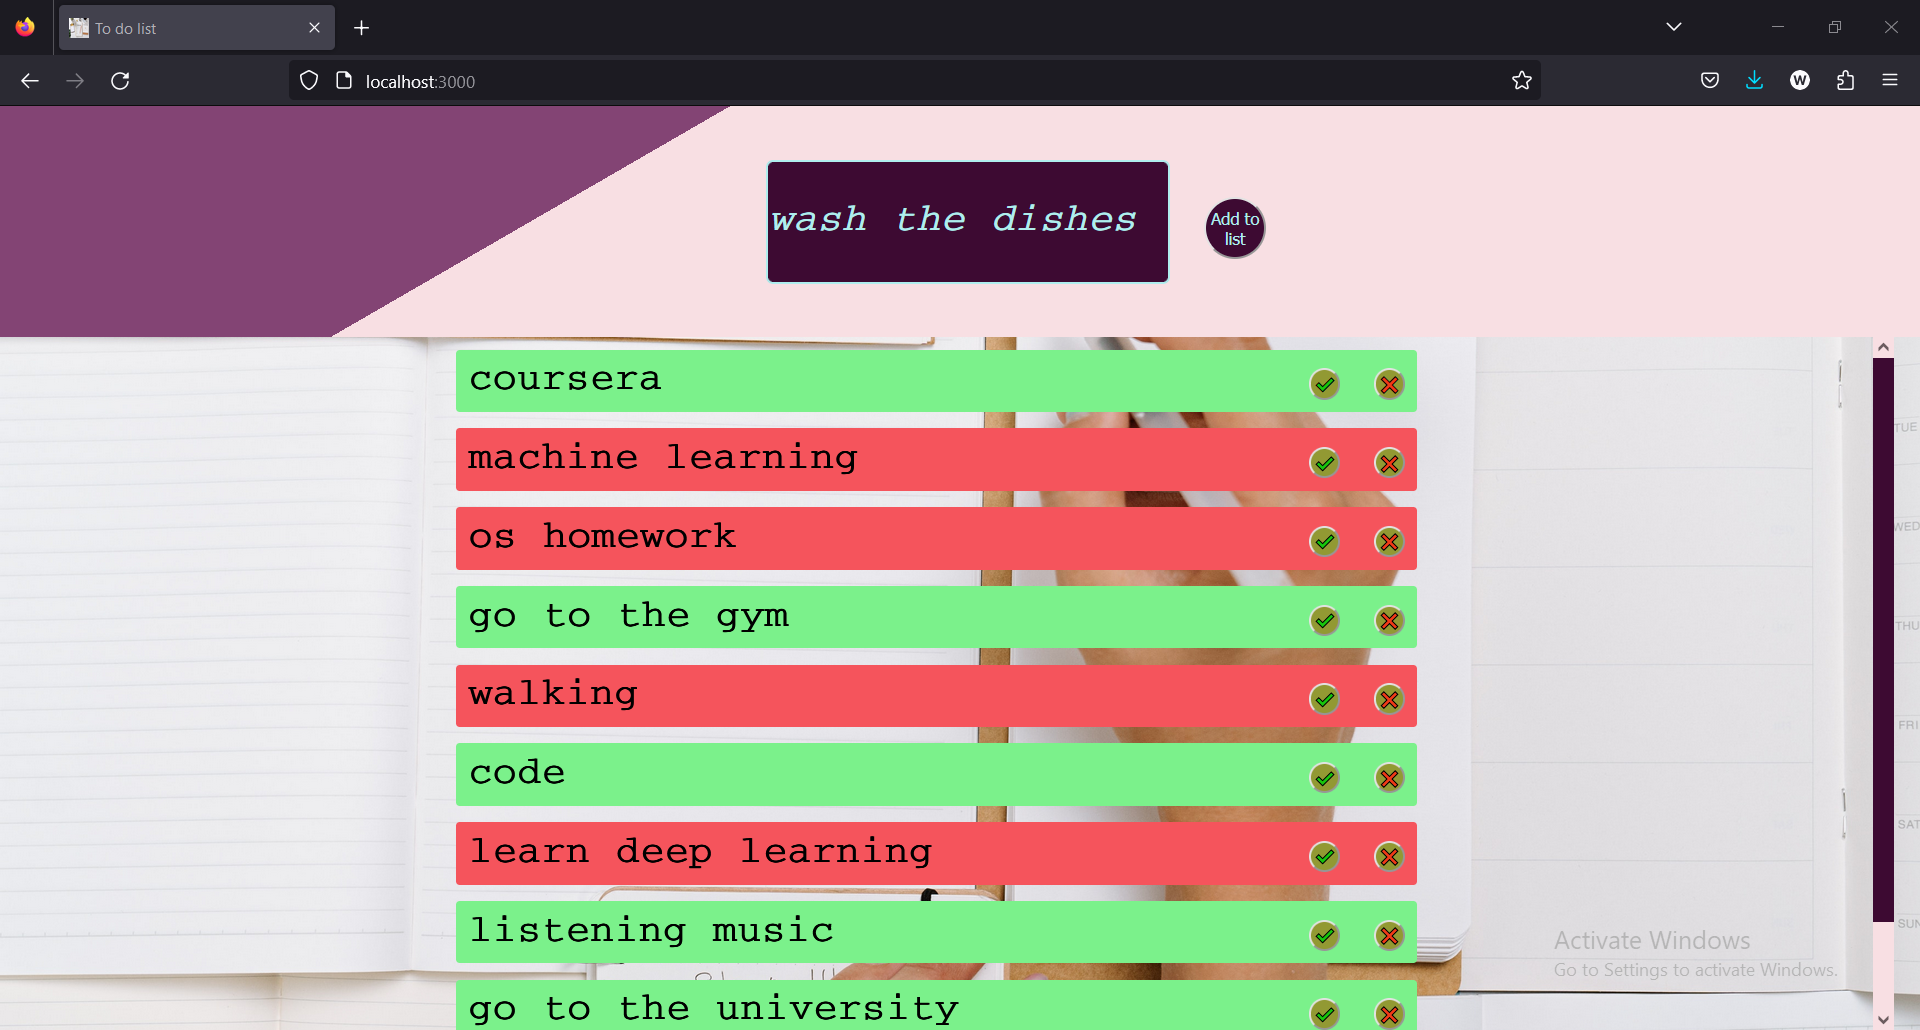 To do list
localhost:3000
W
wash the dishes
Add to
list
coursera
machine learning
os homework
go to the gym
walking
code
learn deep learning
listening music
go to the university
TUE
WED
THU
FRI
SAT
SUN
Activate Windows
Go to Settings to activate Windows.